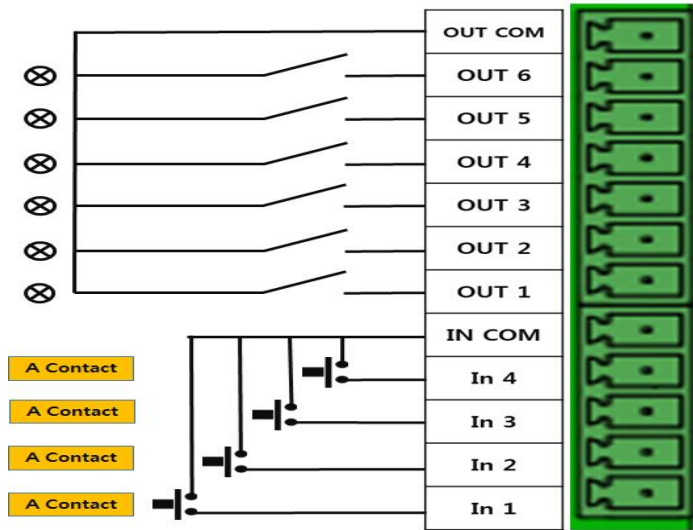 OUT COM
OUT 6
OUT 5
OUT 4
OUT 3
OUT 2
OUT 1
IN COM
A Contact
In 4
A Contact
In 3
A Contact
In 2
A Contact
In 1